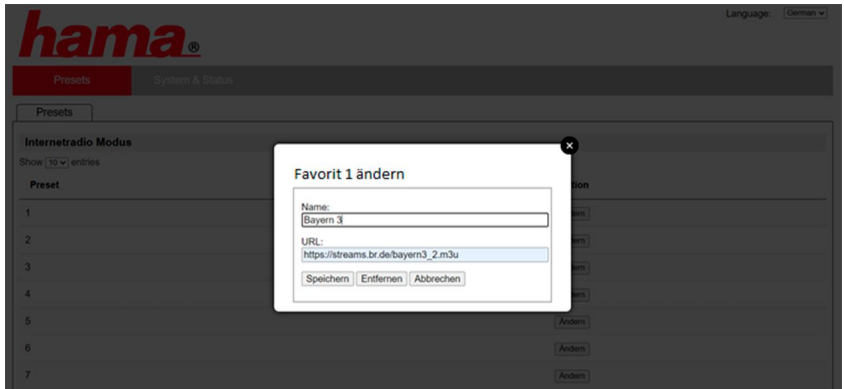 Language: German
hama®
Presets System & Status
Presets
Internetradio Modus
Show 10 entries
Preset
1
2
3
4
5 Ändern
6 Ändern
7 Ändern
Favorit 1 ändern
Name:
Bayern 3
URL:
https://streams.br.de/bayern3_2.m3u
Speichern Entfernen Abbrechen